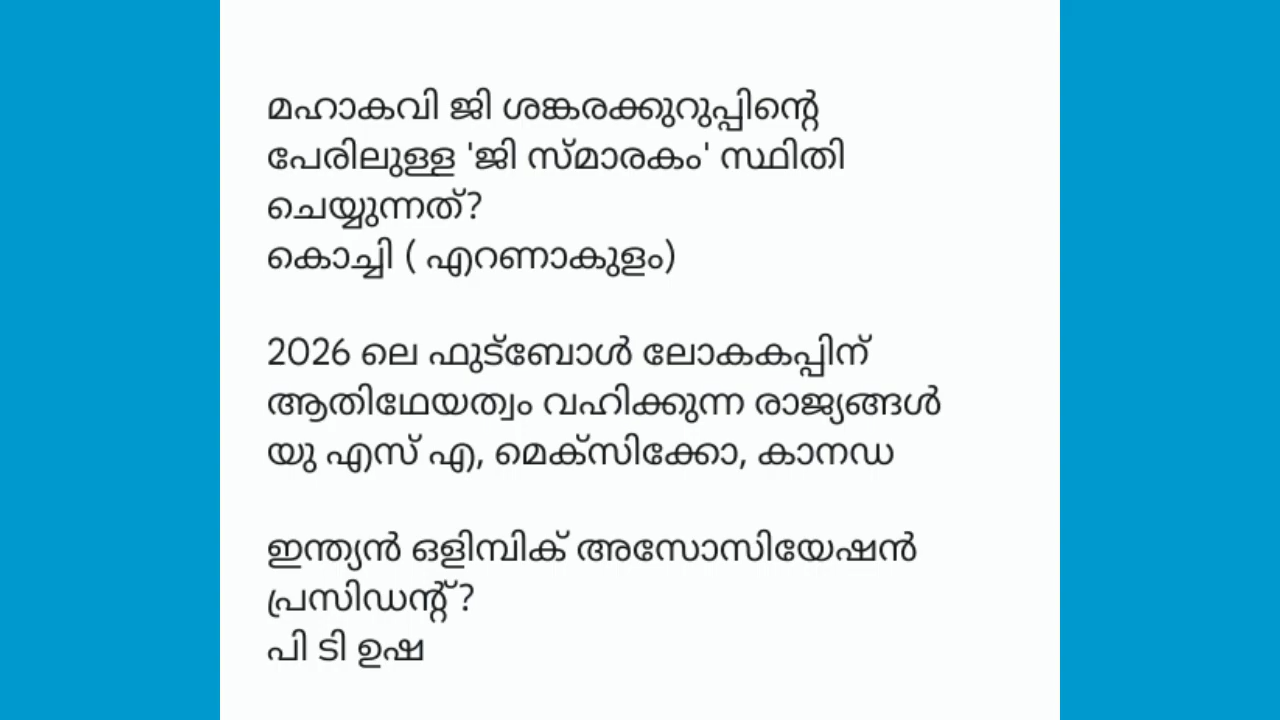 മഹാകവി ജി ശങ്കരക്കുറുപ്പിന്റെ
പേരിലുള്ള 'ജി സ്മാരകം' സ്ഥിതി
ചെയ്യുന്നത്?
കൊച്ചി ( എറണാകുളം)
2026 ലെ ഫുട്ബോൾ ലോകകപ്പിന്
ആതിഥേയത്വം വഹിക്കുന്ന രാജ്യങ്ങൾ
യു എസ് എ, മെക്സിക്കോ, കാനഡ
ഇന്ത്യൻ ഒളിമ്പിക് അസോസിയേഷൻ
പ്രസിഡന്റ് ?
പി ടി ഉഷ